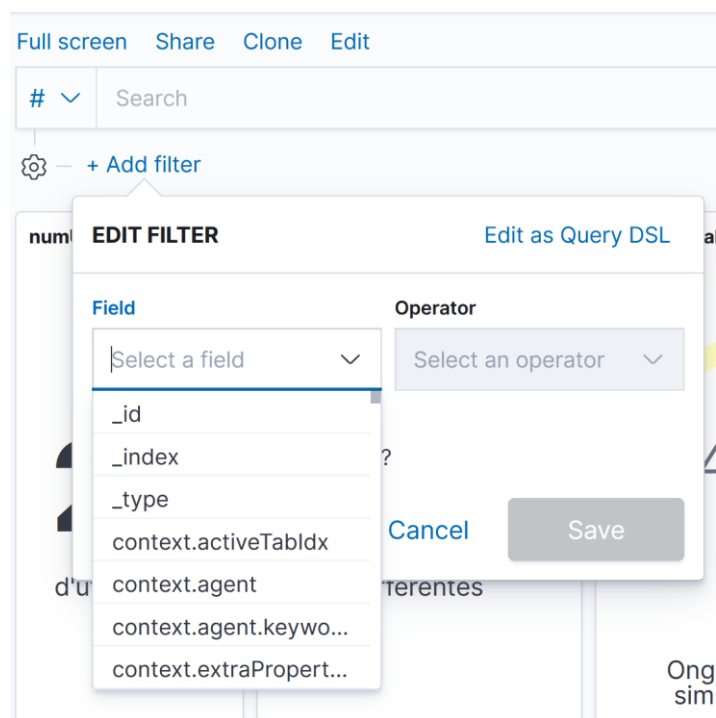 Full screen Share Clone Edit
# Search
+ Add filter
EDIT FILTER Edit as Query DSL
Field Operator
Select a field Select an operator
_id
_index
?
_type
Cancel Save
context.activeTabIdx
context.agent
context.agent.keywo...
context.extraPropert...
Ong
sim